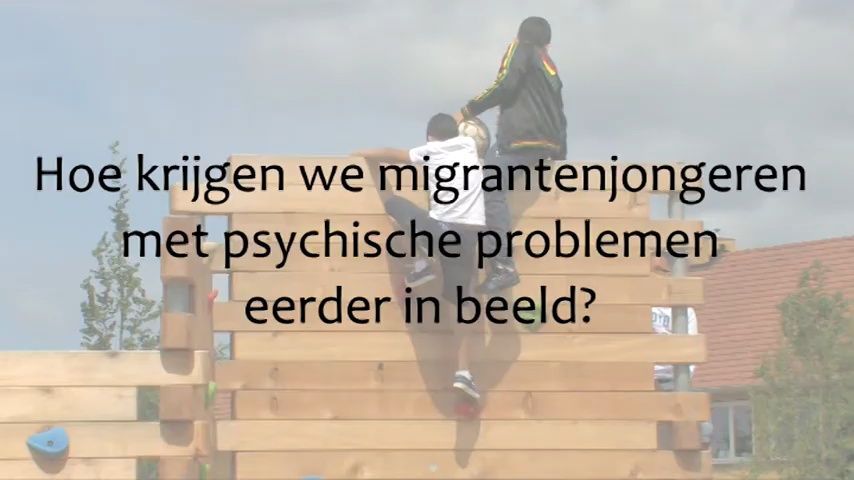 Hoe krijgen we migrantenjongeren
met psychische problemen
eerder in beeld?